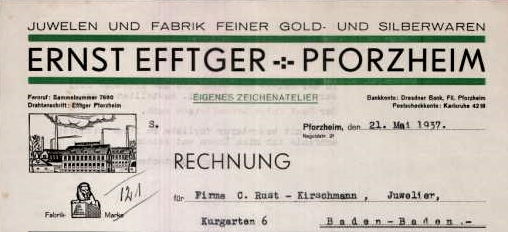 JUWELEN UND FABRIK FEINER GOLD- UND SILBERWAREN
ERNST EFFTGER PFORZHEIM
Fernruf: Sammelnummer 7690
Drahtanschrift: Efftger Pforzheim
EIGENES ZEICHENATELIER
Bankkonto: Dresdner Bank, Fil. Pforzheim
Postscheckkonto: Karlsruhe
S.
Pforzheim, den 21. Mai 1937.
RECHNUNG
121
für Firma C. Rust - Kirschmann, Juwelier,
Fabrik- Marke
Kurgarten 6 Baden-Baden.-